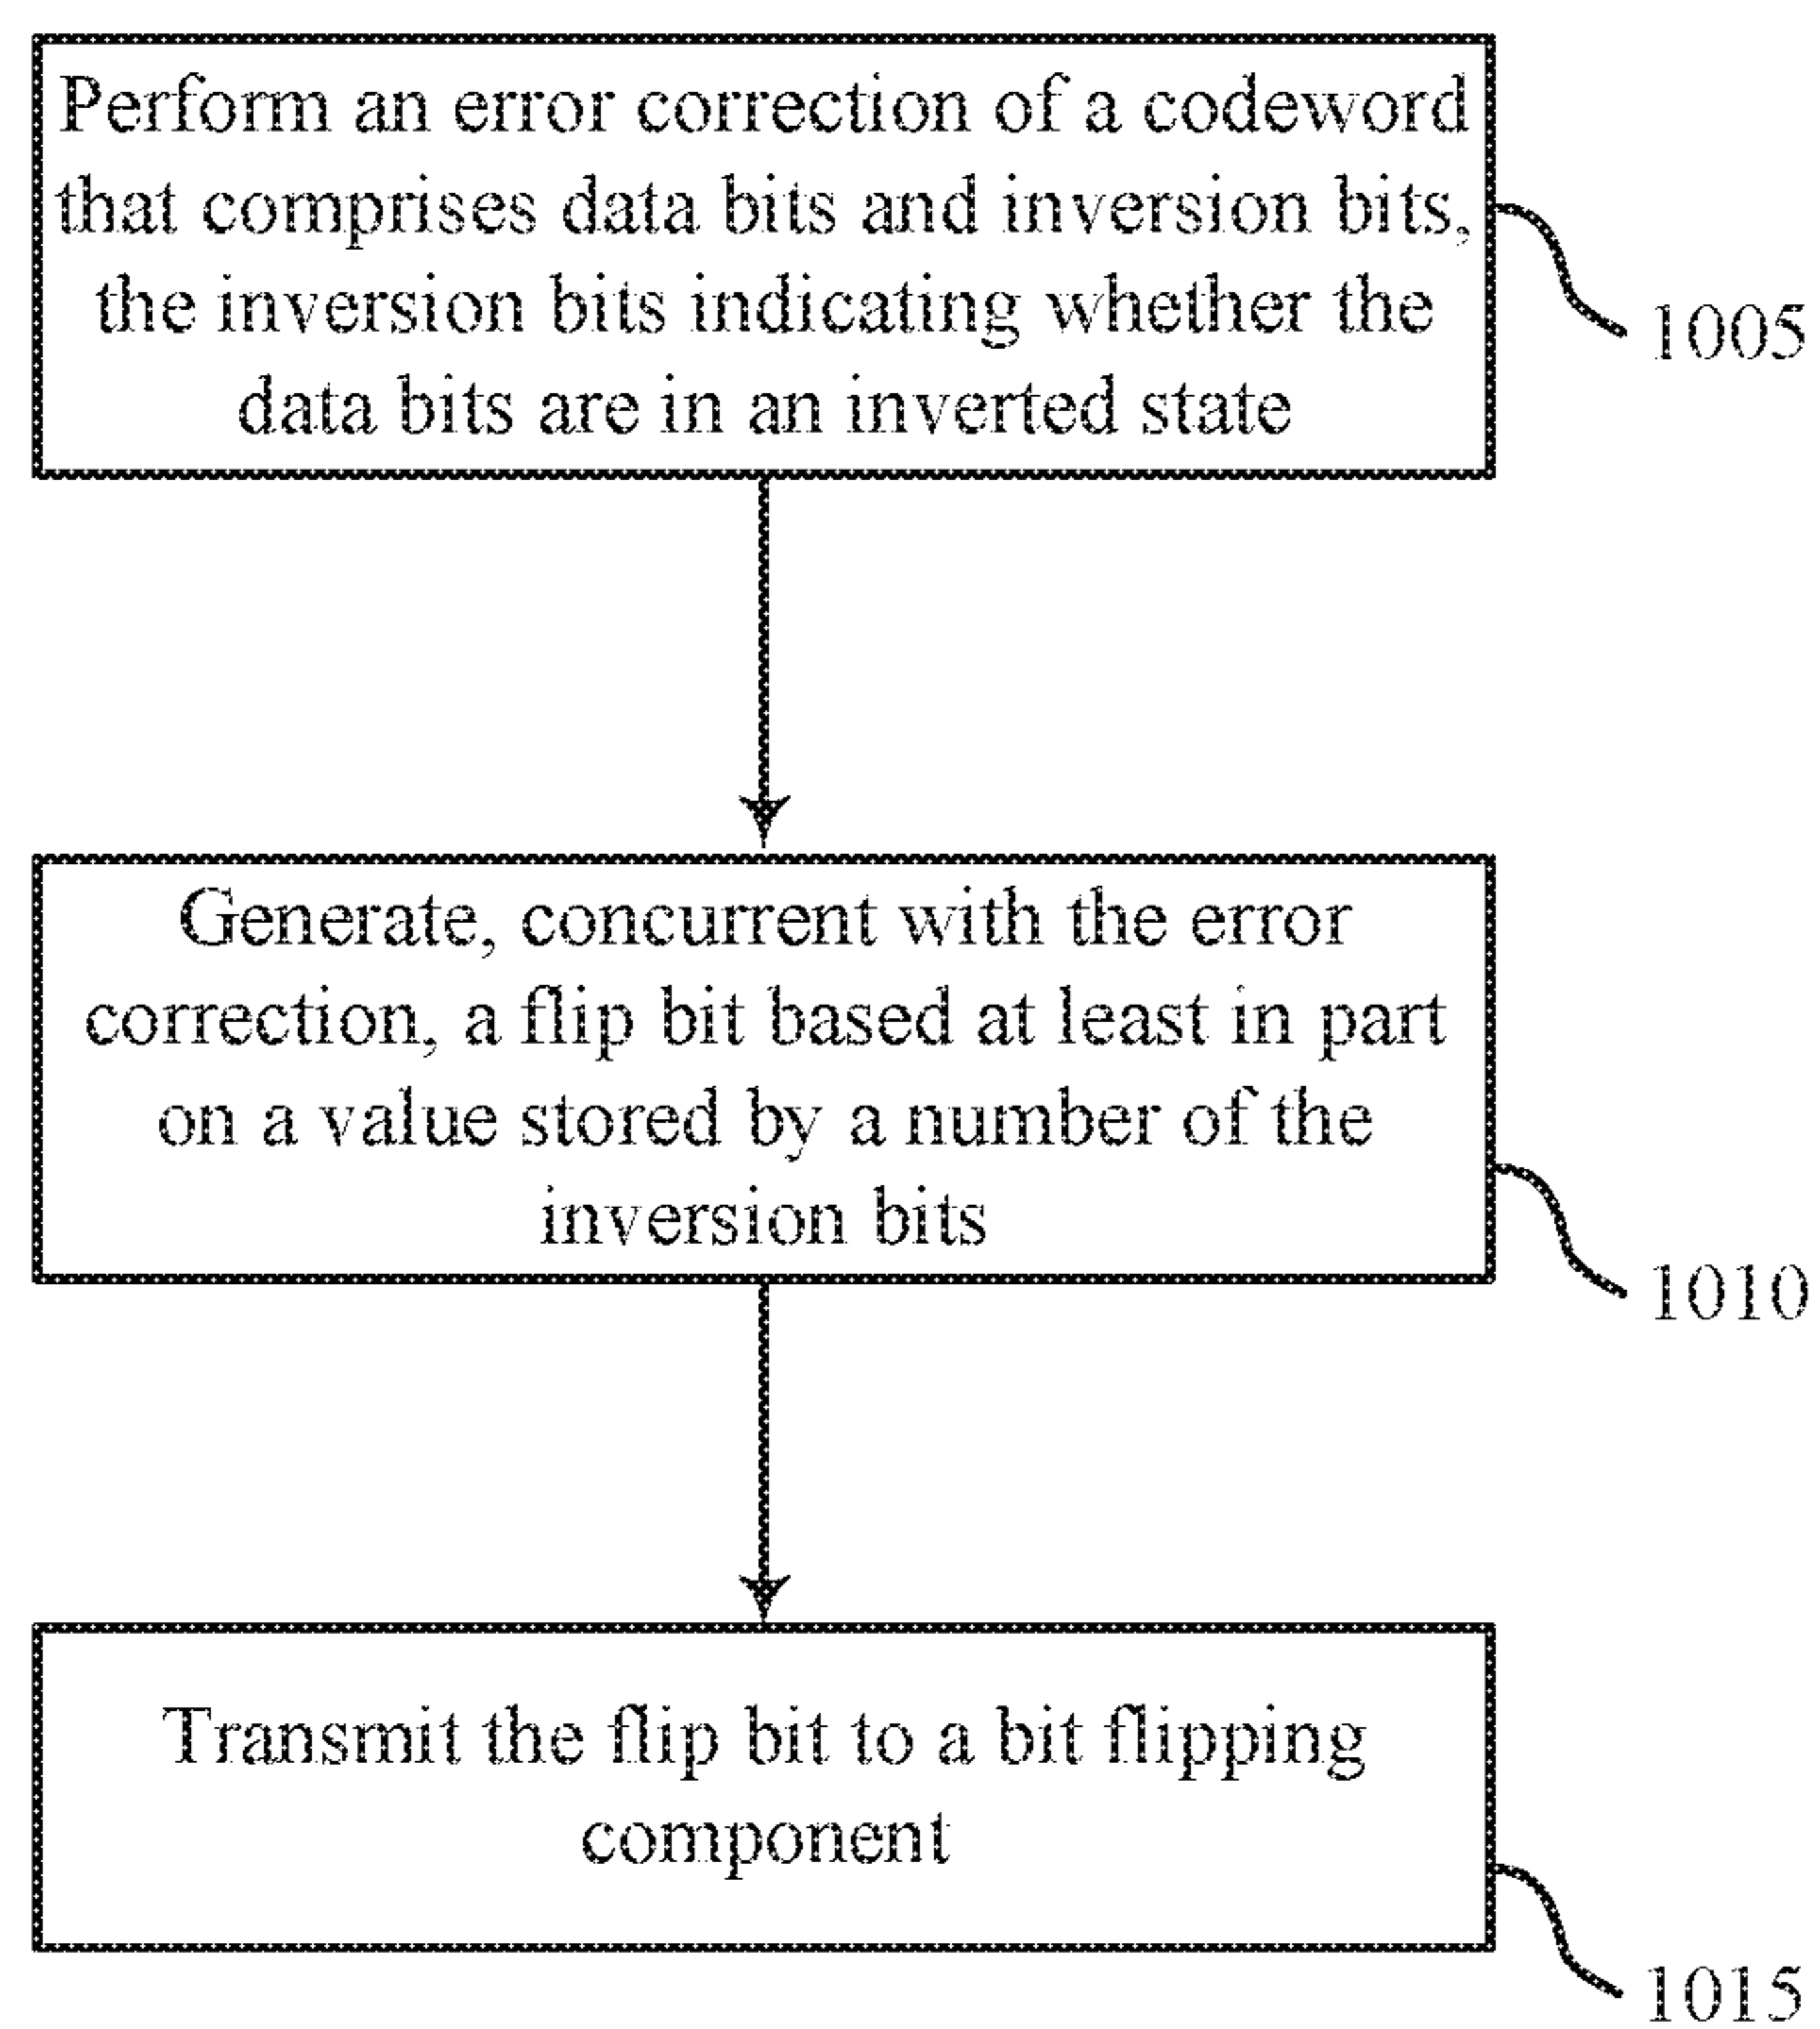 Perform an error correction of a codeword
that comprises data bits and inversion bits,
the inversion bits indicating whether the
data bits are in an inverted state
1005
Generate, concurrent with the error
correction, a flip bit based at least in part
on a value stored by a number of the
inversion bits
1010
Transmit the flip bit to a bit flipping
component
1015